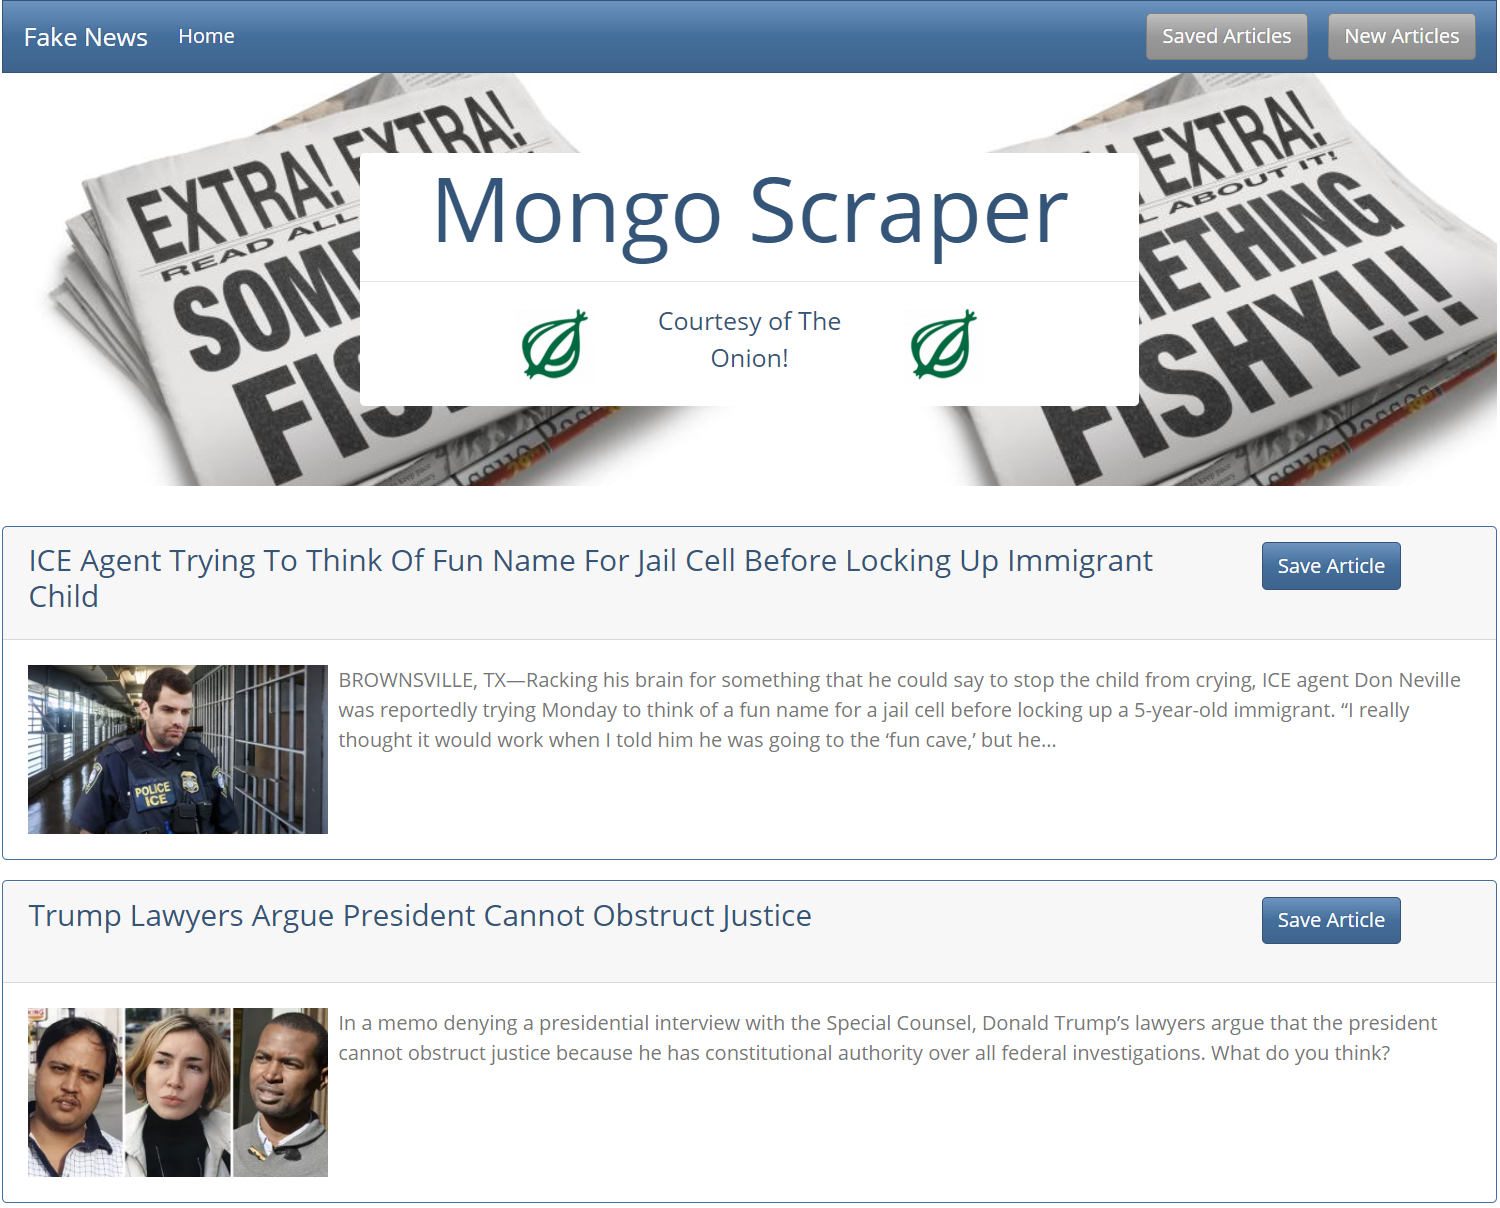 Fake News Home Saved Articles New Articles
EXTRA! EXTRA!
READ ALL
SOME
FIS
EXTRA!
ABOUT IT!
ETHING
FISHY!!!
Mongo Scraper
Courtesy of The
Onion!
ICE Agent Trying To Think Of Fun Name For Jail Cell Before Locking Up Immigrant
Child
Save Article
BROWNSVILLE, TX—Racking his brain for something that he could say to stop the child from crying, ICE agent Don Neville
was reportedly trying Monday to think of a fun name for a jail cell before locking up a 5-year-old immigrant. “I really
thought it would work when I told him he was going to the ‘fun cave,’ but he...
POLICE
ICE
Trump Lawyers Argue President Cannot Obstruct Justice
Save Article
In a memo denying a presidential interview with the Special Counsel, Donald Trump’s lawyers argue that the president
cannot obstruct justice because he has constitutional authority over all federal investigations. What do you think?